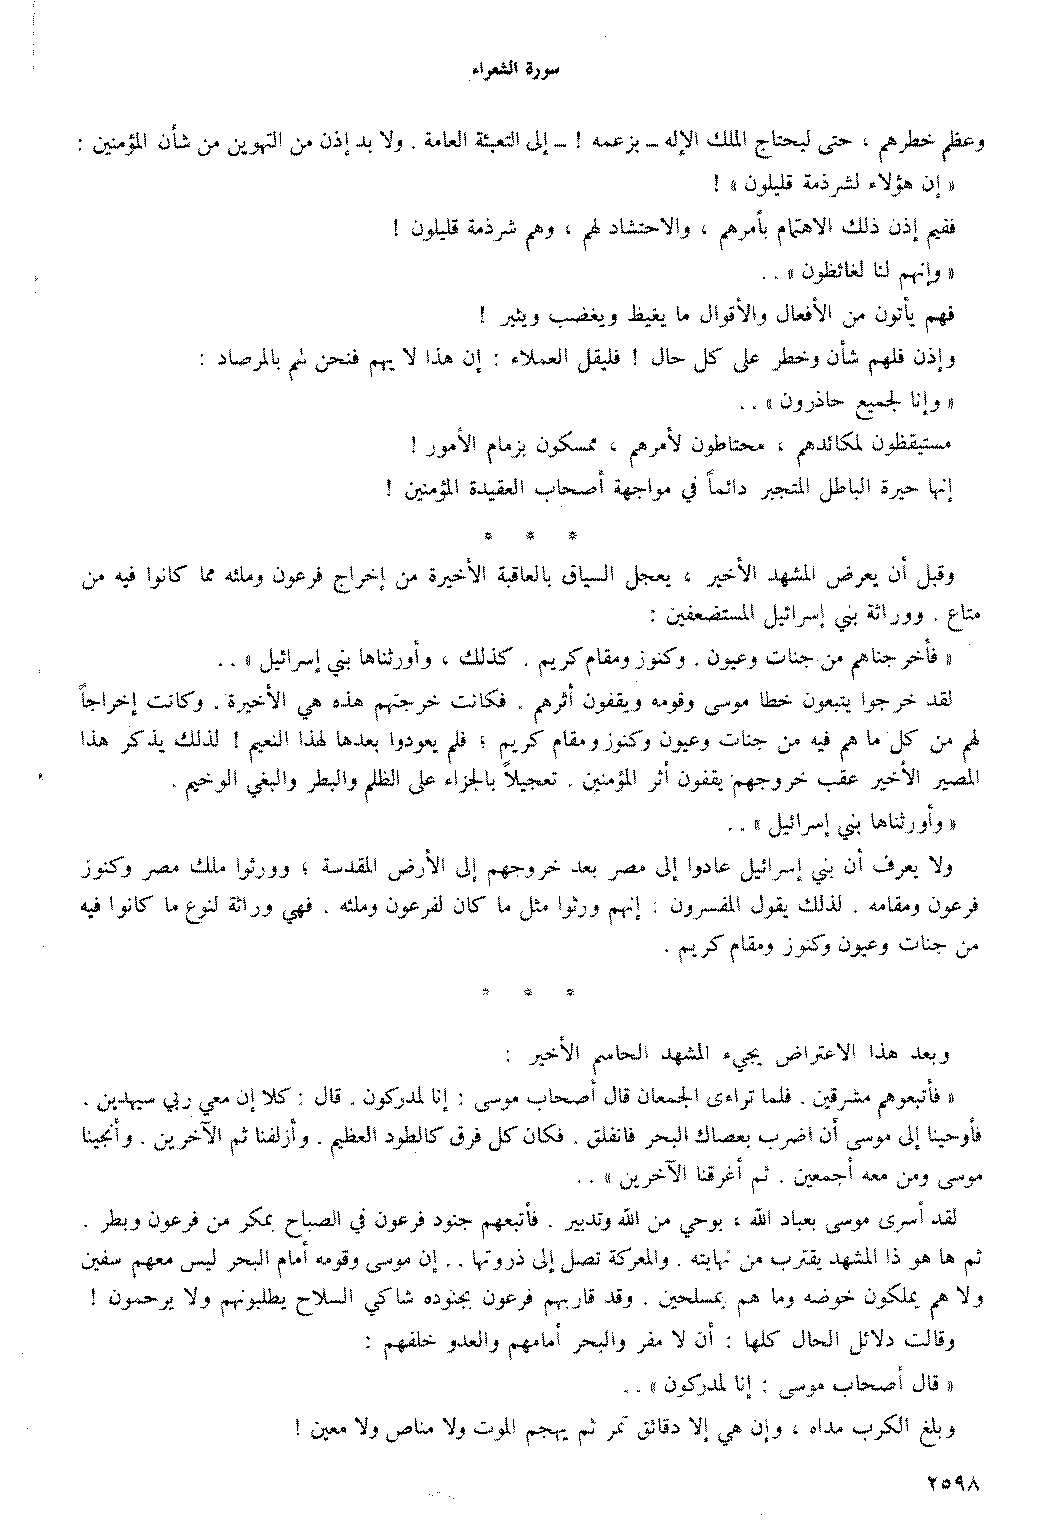 سورة الشعراء
وعظم خطرهم ، حتى ليحتاج الملك الإله – بزعمه ! – إلى التعبئة العامة . ولا بد إذن من التهوين من شأن المؤمنين :
« إن هؤلاء لشرذمة قليلون » !
ففيم إذن ذلك الاهتمام بأمرهم ، والاحتشاد لهم ، وهم شرذمة قليلون !
« وإنهم لنا لغائظون » . .
فهم يأتون من الأفعال والأقوال ما يغيظ ويغضب ويثير !
وإذن فلهم شأن وخطر على كل حال ! فليقل العملاء : إن هذا لا يهم فنحن لهم بالمرصاد :
« وإنا لجميع حاذرون » . .
مستيقظون لمكائدهم ، محتاطون لأمرهم ، ممسكون بزمام الأمور !
إنها حيرة الباطل المتجبر دائماً في مواجهة أصحاب العقيدة المؤمنين !
* * *
وقبل أن يعرض المشهد الأخير ، يعجل السياق بالعاقبة الأخيرة من إخراج فرعون وملئه مما كانوا فيه من
متاع . ووراثة بني إسرائيل المستضعفين :
« فأخرجناهم من جنات وعيون . وكنوز ومقام كريم . كذلك ، وأورثناها بني إسرائيل » . .
لقد خرجوا يتبعون خطا موسى وقومه ويقفون أثرهم . فكانت خرجتهم هذه هي الأخيرة . وكانت إخراجاً
لهم من كل ما هم فيه من جنات وعيون وكنوز ومقام كريم ؛ فلم يعودوا بعدها لهذا النعيم ! لذلك يذكر هذا
المصير الأخير عقب خروجهم يقفون أثر المؤمنين . تعجيلاً بالجزاء على الظلم والبطر والبغي الوخيم .
« وأورثناها بني إسرائيل » . .
ولا يعرف أن بني إسرائيل عادوا إلى مصر بعد خروجهم إلى الأرض المقدسة ؛ وورثوا ملك مصر وكنوز
فرعون ومقامه . لذلك يقول المفسرون : إنهم ورثوا مثل ما كان لفرعون وملئه . فهي وراثة لنوع ما كانوا فيه
من جنات وعيون وكنوز ومقام كريم .
* * *
وبعد هذا الاعتراض يجيء المشهد الحاسم الأخير :
« فأتبعوهم مشرقين . فلما تراءى الجمعان قال أصحاب موسى : إنا لمدركون . قال : كلا إن معي ربي سيهدين .
فأوحينا إلى موسى أن اضرب بعصاك البحر فانفلق . فكان كل فرق كالطود العظيم . وأزلفنا ثم الآخرين . وأنجينا
موسى ومن معه أجمعين . ثم أغرقنا الآخرين » . .
لقد أسرى موسى بعباد الله ، بوحي من الله وتدبير . فأتبعهم جنود فرعون في الصباح بمكر من فرعون وبطر .
ثم ها هو ذا المشهد يقترب من نهايته . والمعركة تصل إلى ذروتها . . إن موسى وقومه أمام البحر ليس معهم سفين
ولا هم يملكون خوضه وما هم بمسلحين . وقد قاربهم فرعون بجنوده شاكي السلاح يطلبونهم ولا يرحمون !
وقالت دلائل الحال كلها : أن لا مفر والبحر أمامهم والعدو خلفهم :
« قال أصحاب موسى : إنا لمدركون » . .
وبلغ الكرب مداه ، وإن هي إلا دقائق تمر ثم يهجم الموت ولا مناص ولا معين !
٢٥٩٨